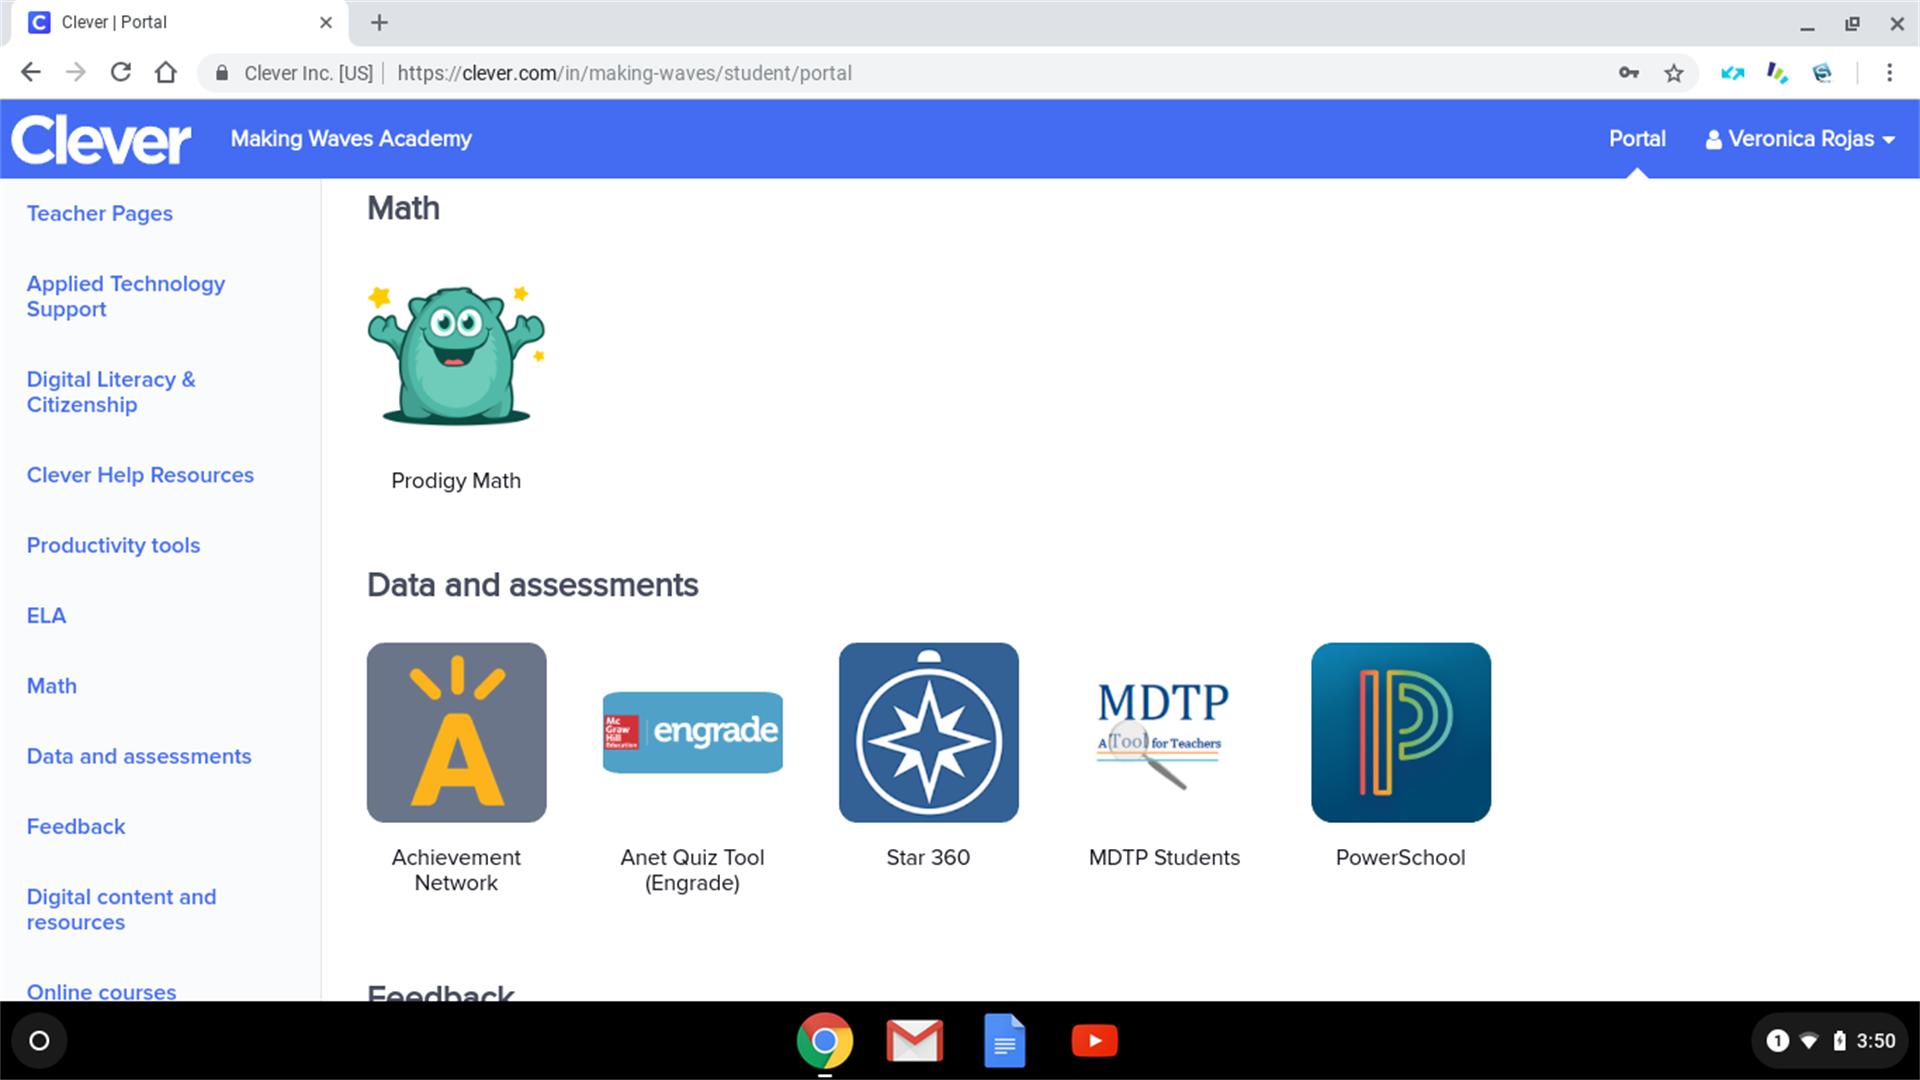 Clever | Portal
Clever Inc. [US] https://clever.com/in/making-waves/student/portal
Clever Making Waves Academy Portal Veronica Rojas
Teacher Pages
Applied Technology
Support
Digital Literacy &
Citizenship
Clever Help Resources
Productivity tools
ELA
Math
Data and assessments
Feedback
Digital content and
resources
Online courses
Math
Prodigy Math
Data and assessments
A
Achievement
Network
Mc
Graw
Hill
Education
engrade
Anet Quiz Tool
(Engrade)
Star 360
MDTP
A Tool for Teachers
MDTP Students
P
PowerSchool
Feedback
1 3:50